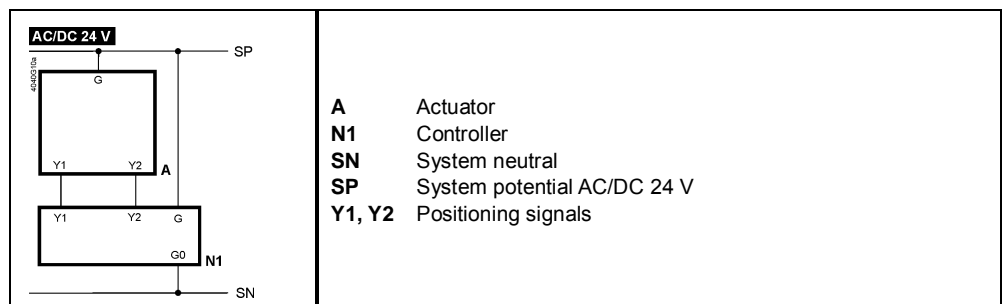 AC/DC 24 V
SP
4040G10a
G
Y1 Y2 A
Y1 Y2 G
G0 N1
SN
A Actuator
N1 Controller
SN System neutral
SP System potential AC/DC 24 V
Y1, Y2 Positioning signals